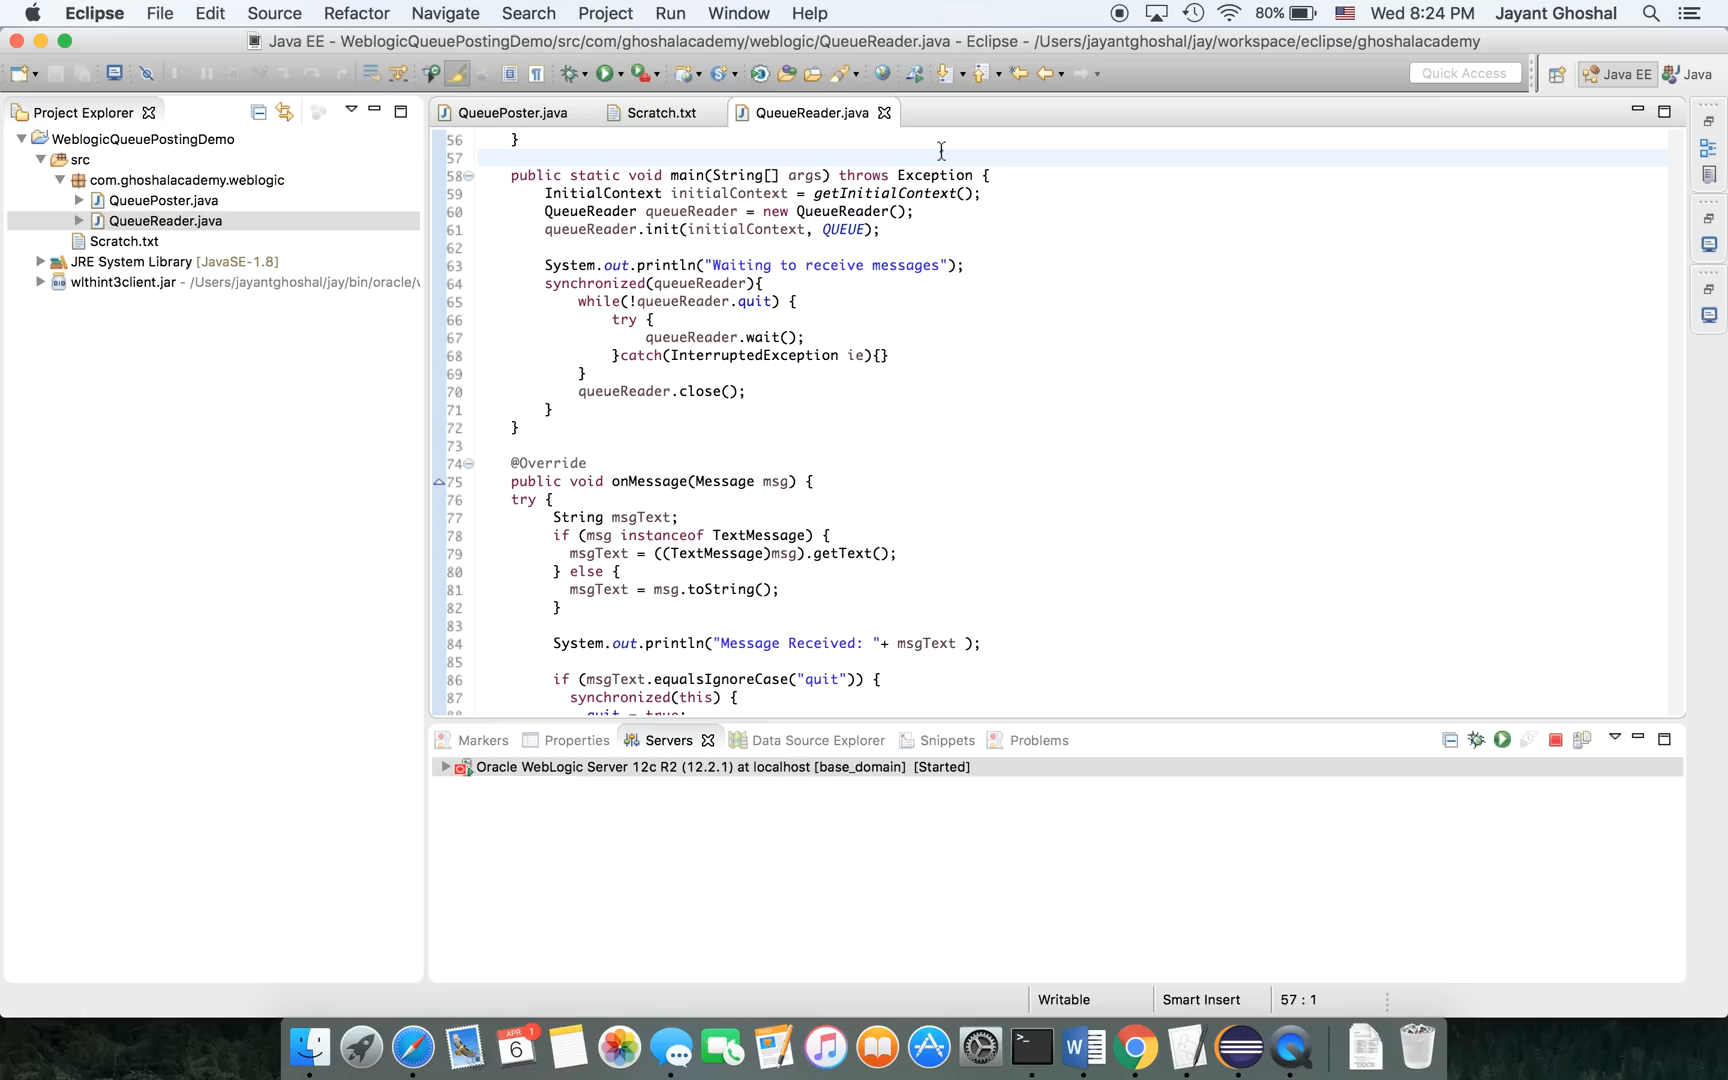 Eclipse File Edit Source Refactor Navigate Search Project Run Window Help 80% Wed 8:24 PM Jayant Ghoshal
Java EE - WeblogicQueuePostingDemo/src/com/ghoshalacademy/weblogic/QueueReader.java - Eclipse - /Users/jayantghoshal/jay/workspace/eclipse/ghoshalacademy
Quick Access Java EE Java
Project Explorer
WeblogicQueuePostingDemo
src
com.ghoshalacademy.weblogic
QueuePoster.java
QueueReader.java
Scratch.txt
JRE System Library [JavaSE-1.8]
wlthint3client.jar - /Users/jayantghoshal/jay/bin/oracle/
QueuePoster.java Scratch.txt QueueReader.java
56 }
57
58 public static void main(String[] args) throws Exception {
59 InitialContext initialContext = getInitialContext();
60 QueueReader queueReader = new QueueReader();
61 queueReader.init(initialContext, QUEUE);
62
63 System.out.println("Waiting to receive messages");
64 synchronized(queueReader){
65 while(!queueReader.quit) {
66 try {
67 queueReader.wait();
68 }catch(InterruptedException ie){}
69 }
70 queueReader.close();
71 }
72 }
73
74 @Override
75 public void onMessage(Message msg) {
76 try {
77 String msgText;
78 if (msg instanceof TextMessage) {
79 msgText = ((TextMessage)msg).getText();
80 } else {
81 msgText = msg.toString();
82 }
83
84 System.out.println("Message Received: "+ msgText );
85
86 if (msgText.equalsIgnoreCase("quit")) {
87 synchronized(this) {
Markers Properties Servers Data Source Explorer Snippets Problems
Oracle WebLogic Server 12c R2 (12.2.1) at localhost [base_domain] [Started]
Writable Smart Insert 57 : 1
APR 1
6
W